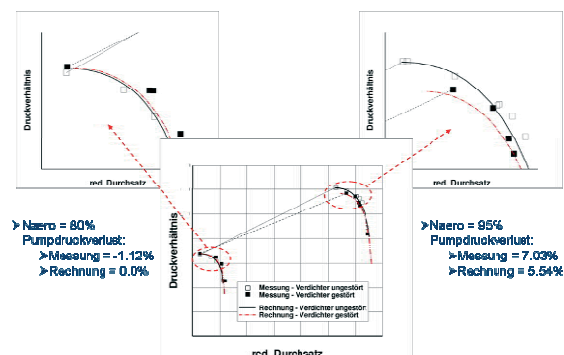 Druckverhältnis
red. Durchsatz
Druckverhältnis
red. Durchsatz
➢Naero = 80%
Pumpdruckverlust:
➢Messung = -1.12%
➢Rechnung = 0.0%
➢Naero = 95%
Pumpdruckverlust:
➢Messung = 7.03%
➢Rechnung = 5.54%
Druckverhältnis
Messung - Verdichter ungestört
Messung - Verdichter gestört
Rechnung - Verdichter ungestört
Rechnung - Verdichter gestört
red. Durchsatz